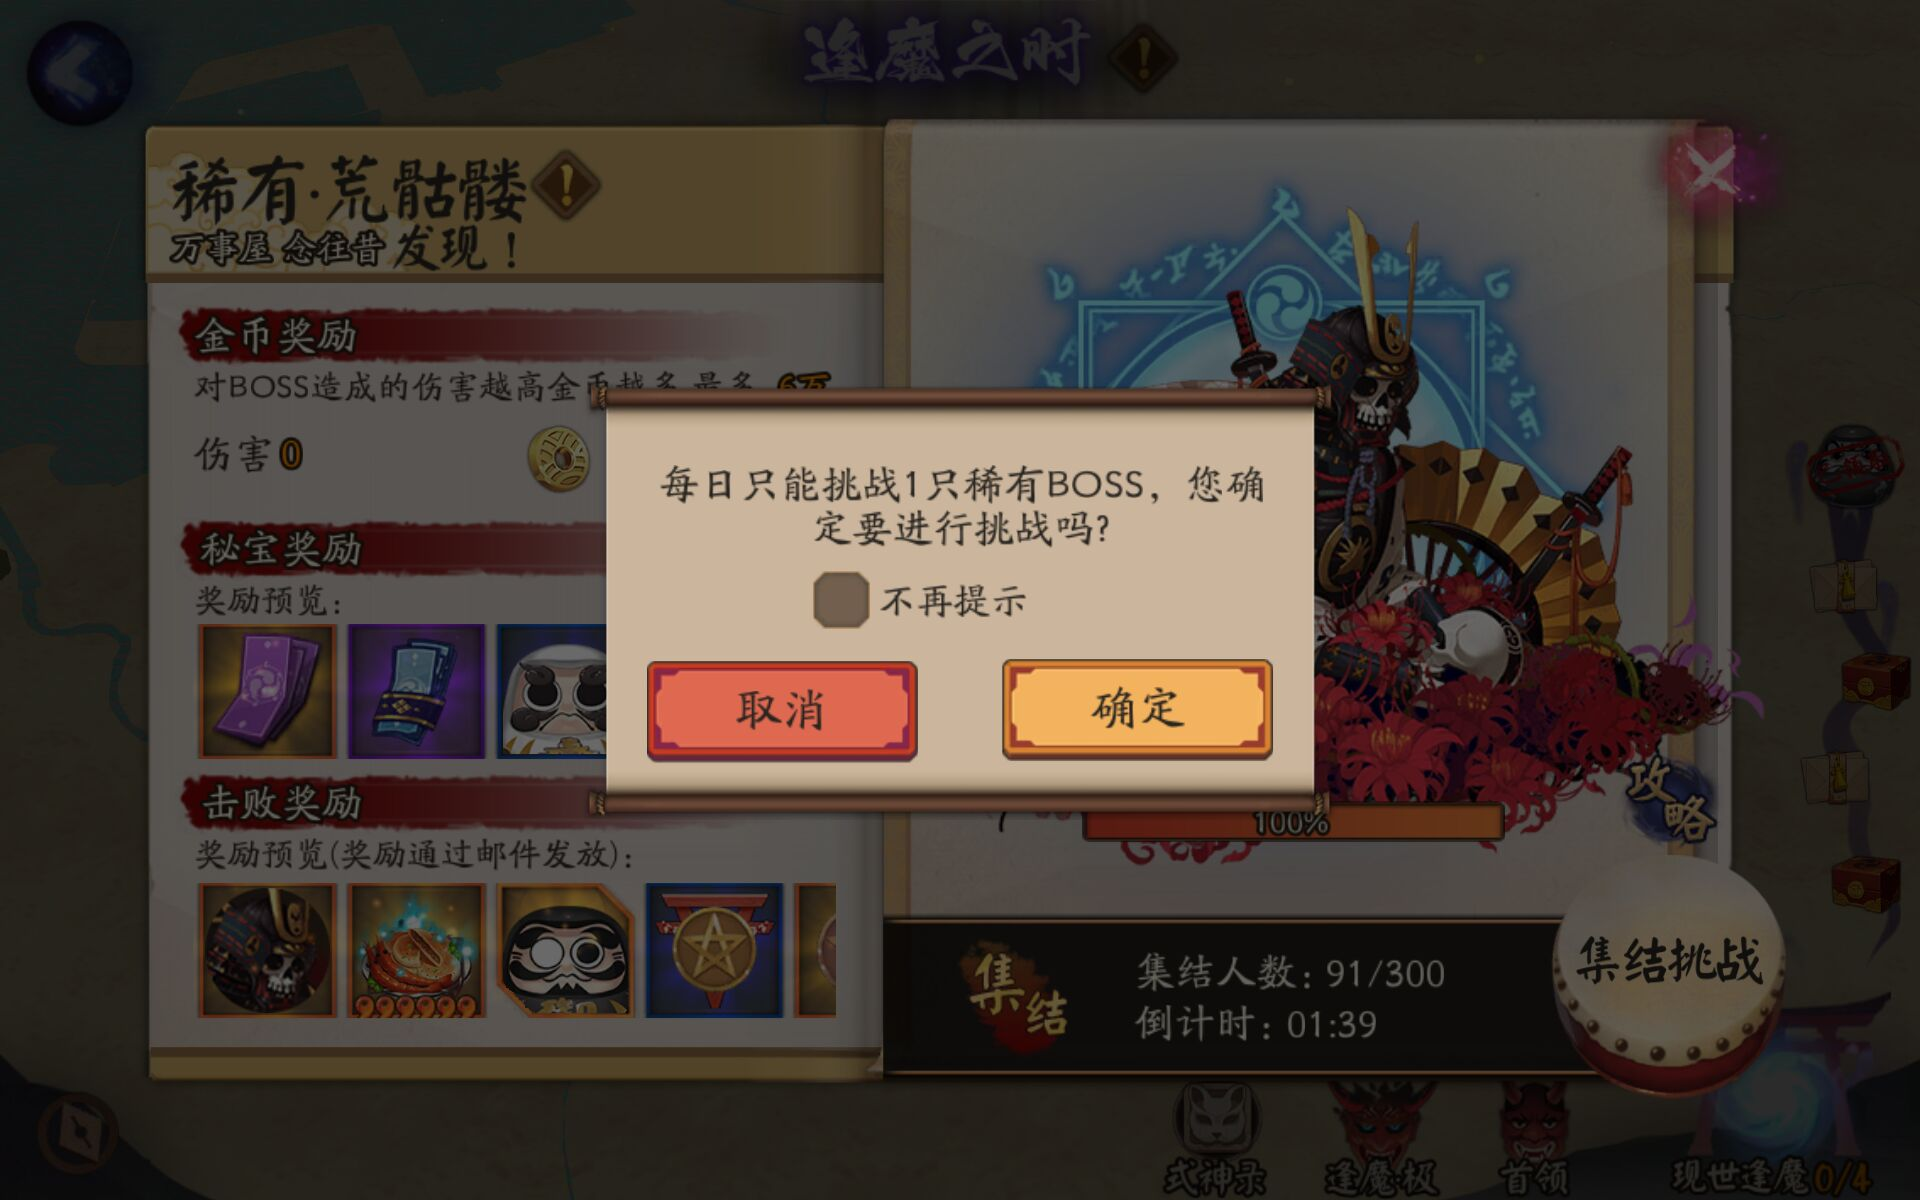 逢魔之时
稀有·荒骷髅
万事屋 念往昔 发现！
金币奖励
对BOSS造成的伤害越高金币越多,最多 6万
伤害0
秘宝奖励
奖励预览：
击败奖励
奖励预览(奖励通过邮件发放)：
999999
每日只能挑战1只稀有BOSS，您确
定要进行挑战吗?
不再提示
取消
确定
100%
攻略
集结
集结人数：91/300
倒计时：01:39
集结挑战
式神录
逢魔·极
首领
现世逢魔0/4